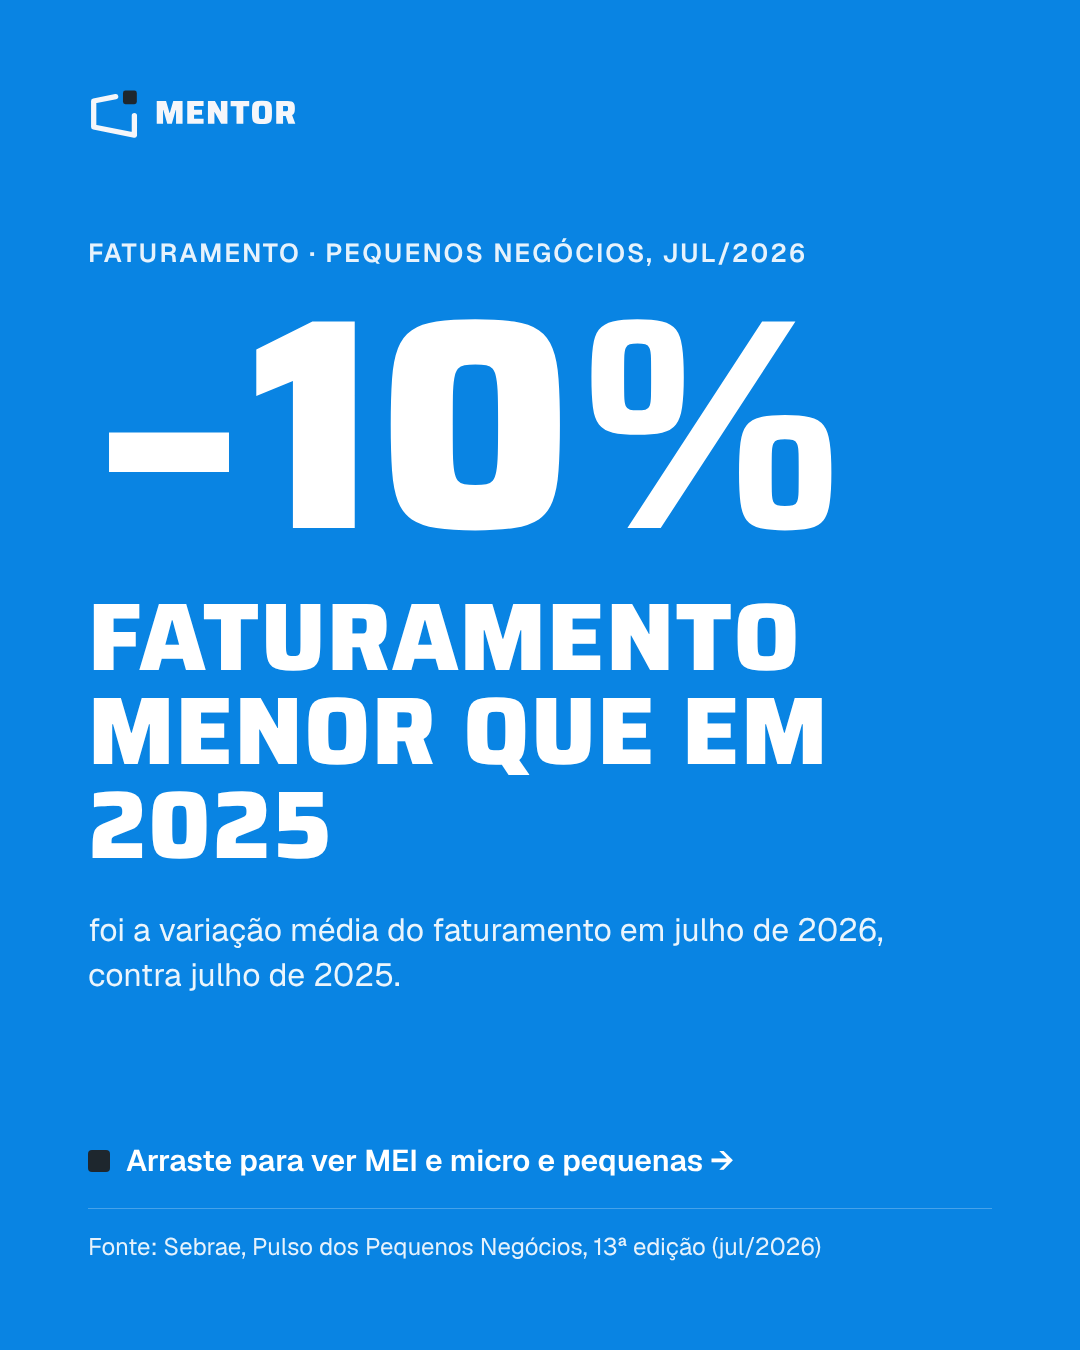 MENTOR
FATURAMENTO · PEQUENOS NEGÓCIOS, JUL/2026
-10%
FATURAMENTO
MENOR QUE EM
2025
foi a variação média do faturamento em julho de 2026,
contra julho de 2025.
Arraste para ver MEI e micro e pequenas →
Fonte: Sebrae, Pulso dos Pequenos Negócios, 13ª edição (jul/2026)